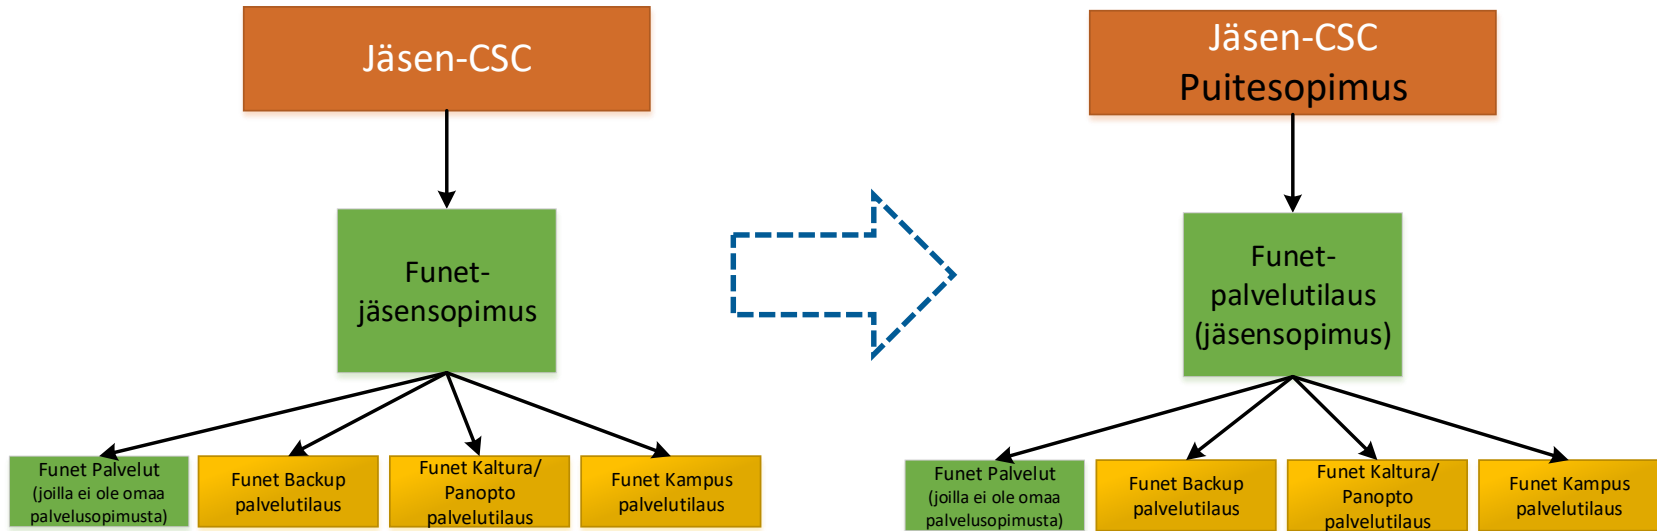 Jäsen-CSC
Funet-
jäsensopimus
Funet Palvelut
(joilla ei ole omaa
palvelusopimusta)
Funet Backup
palvelutilaus
Funet Kaltura/
Panopto
palvelutilaus
Funet Kampus
palvelutilaus
Jäsen-CSC
Puitesopimus
Funet-
palvelutilaus
(jäsensopimus)
Funet Palvelut
(joilla ei ole omaa
palvelusopimusta)
Funet Backup
palvelutilaus
Funet Kaltura/
Panopto
palvelutilaus
Funet Kampus
palvelutilaus